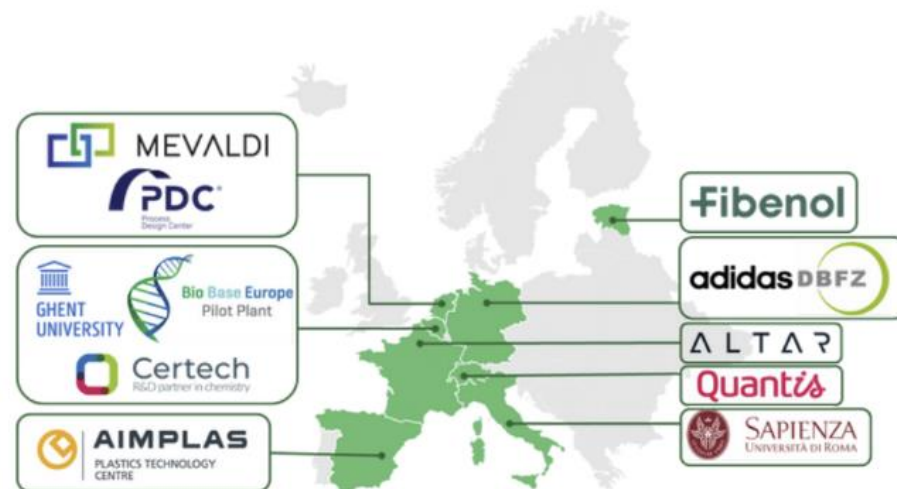 MEVALDI
PDC®
Process
Design Center
GHENT
UNIVERSITY
Bio Base Europe
Pilot Plant
Certech
R&D partner in chemistry
AIMPLAS
PLASTICS TECHNOLOGY
CENTRE
Fibenol
adidas DBFZ
ALTAR
Quantis
SAPIENZA
UNIVERSITÀ DI ROMA